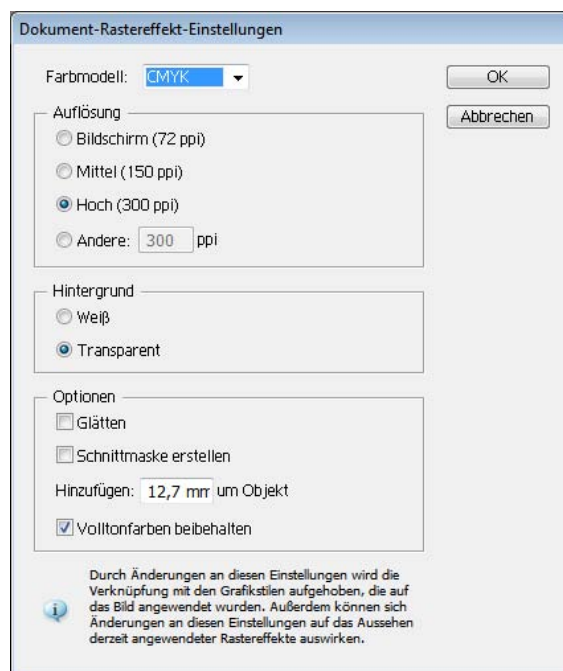 Dokument-Rastereffekt-Einstellungen
Farbmodell: CMYK
OK
Abbrechen
Auflösung
Bildschirm (72 ppi)
Mittel (150 ppi)
Hoch (300 ppi)
Andere: 300 ppi
Hintergrund
Weiß
Transparent
Optionen
Glätten
Schnittmaske erstellen
Hinzufügen: 12,7 mm um Objekt
Volltonfarben beibehalten
Durch Änderungen an diesen Einstellungen wird die
Verknüpfung mit den Grafikstilen aufgehoben, die auf
das Bild angewendet wurden. Außerdem können sich
Änderungen an diesen Einstellungen auf das Aussehen
derzeit angewendeter Rastereffekte auswirken.